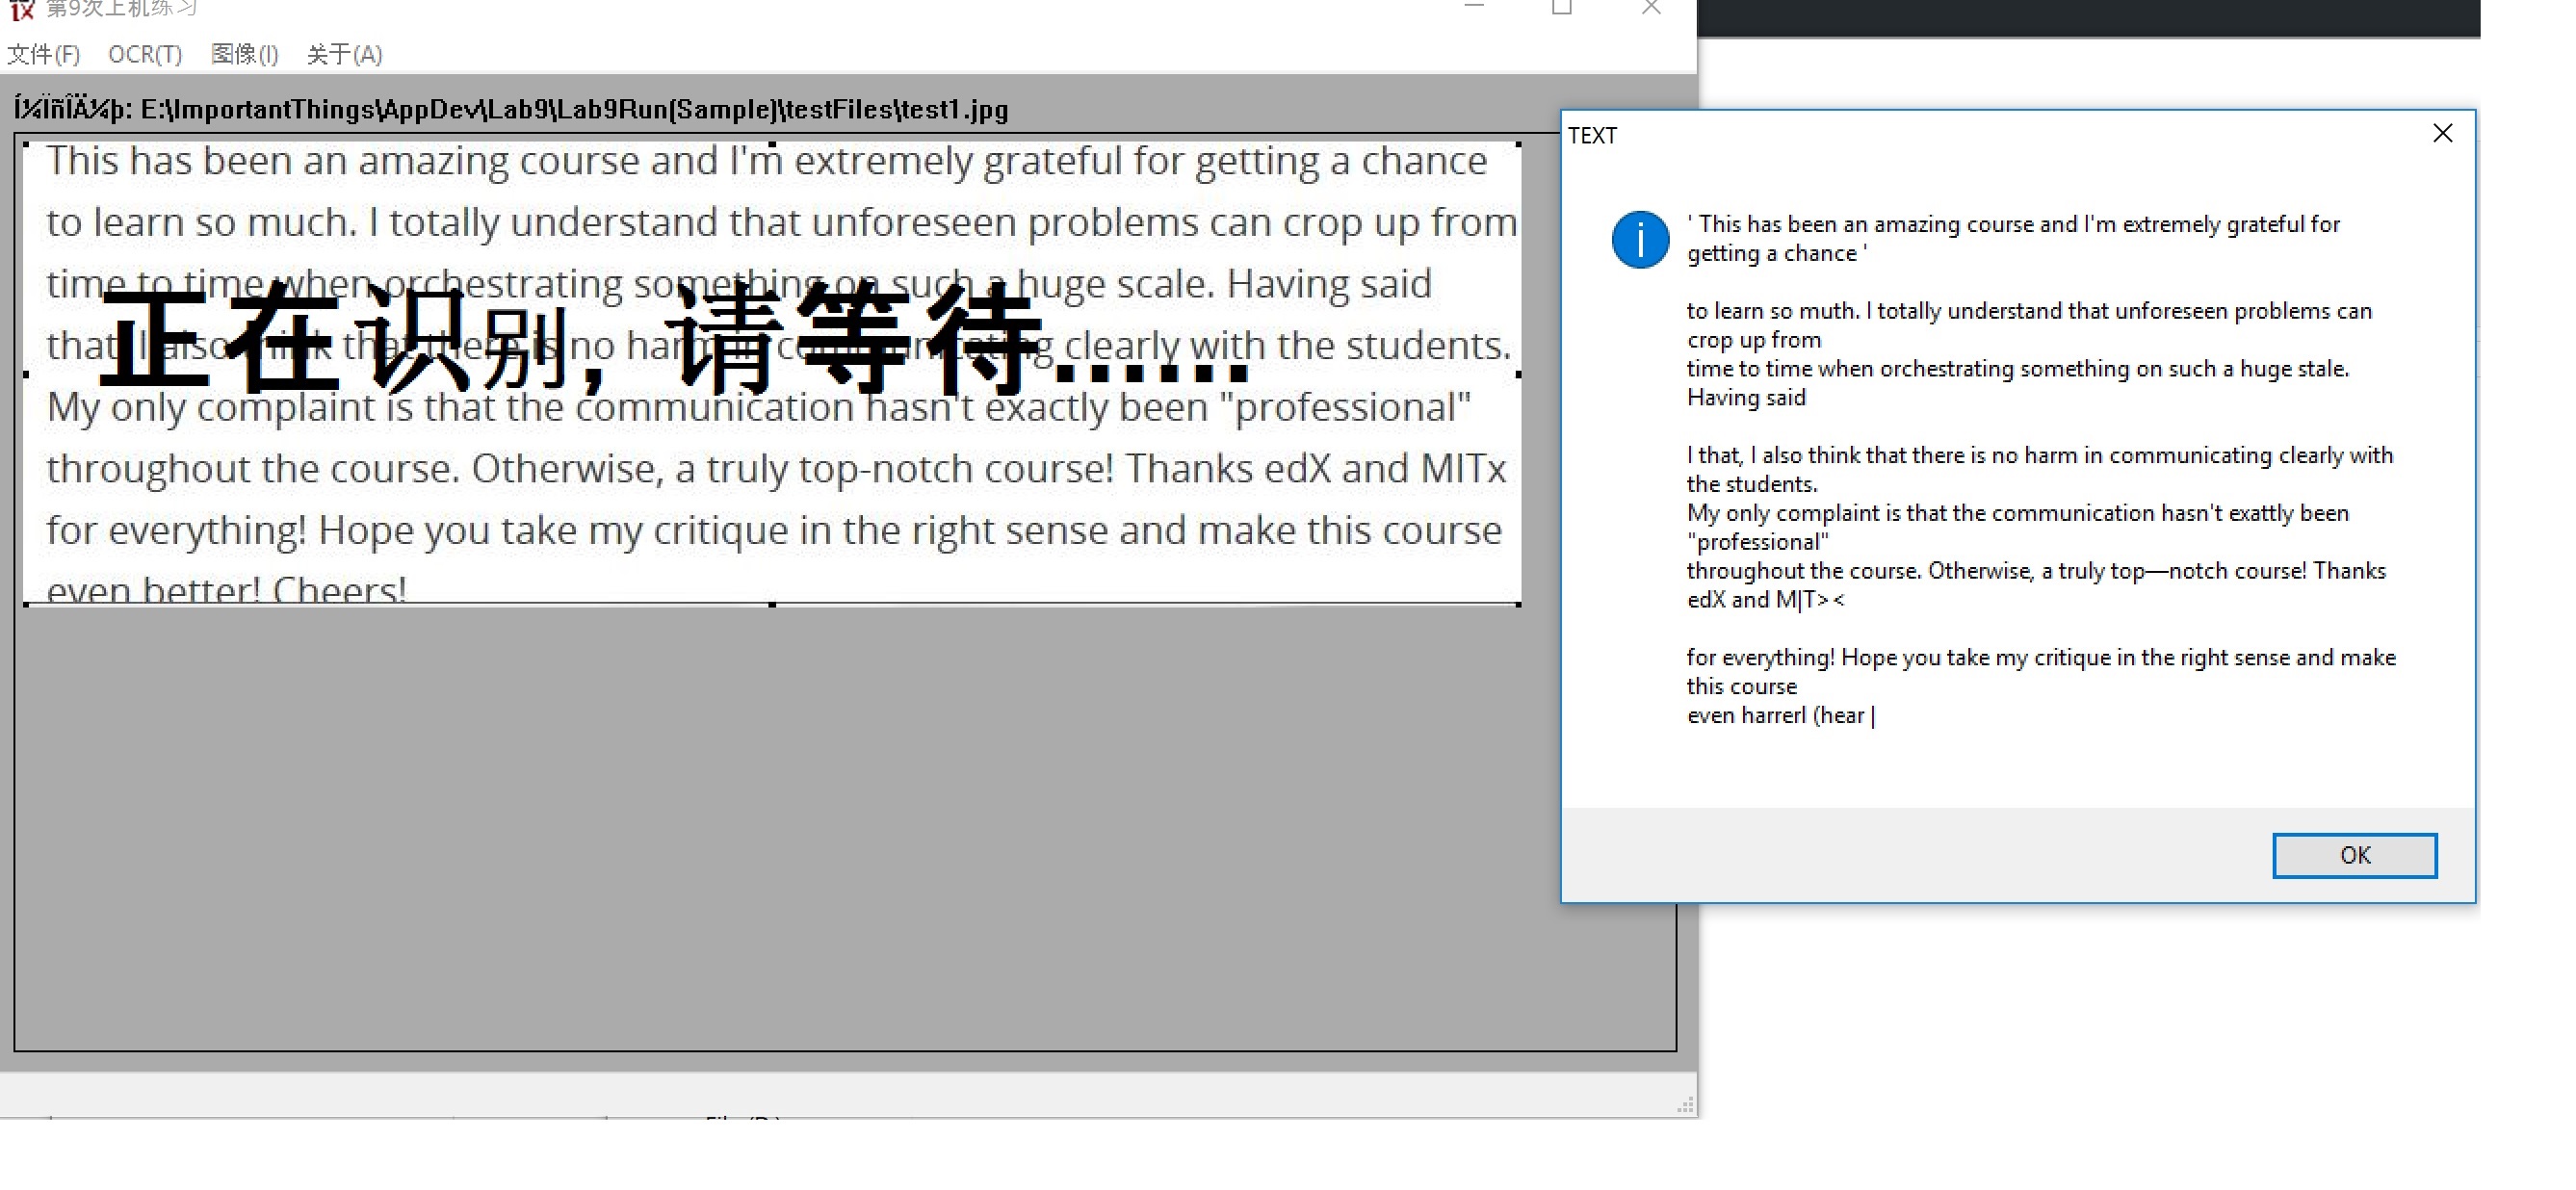 第9次上机练习
文件(F) OCR(T) 图像(I) 关于(A)
Í¼ÏñÎÄ¼þ: E:\ImportantThings\AppDev\Lab9\Lab9Run(Sample)\testFiles\test1.jpg
This has been an amazing course and I'm extremely grateful for getting a chance
to learn so much. I totally understand that unforeseen problems can crop up from
time to time when orchestrating something on such a huge scale. Having said
that, I also think that there is no harm in communicating clearly with the students.
正在识别, 请等待......
My only complaint is that the communication hasn't exactly been "professional"
throughout the course. Otherwise, a truly top-notch course! Thanks edX and MITx
for everything! Hope you take my critique in the right sense and make this course
even better! Cheers!
TEXT
' This has been an amazing course and I'm extremely grateful for
getting a chance '
to learn so muth. I totally understand that unforeseen problems can
crop up from
time to time when orchestrating something on such a huge stale.
Having said
I that, I also think that there is no harm in communicating clearly with
the students.
My only complaint is that the communication hasn't exattly been
"professional"
throughout the course. Otherwise, a truly top—notch course! Thanks
edX and M|T><
for everything! Hope you take my critique in the right sense and make
this course
even harrerl (hear |
OK